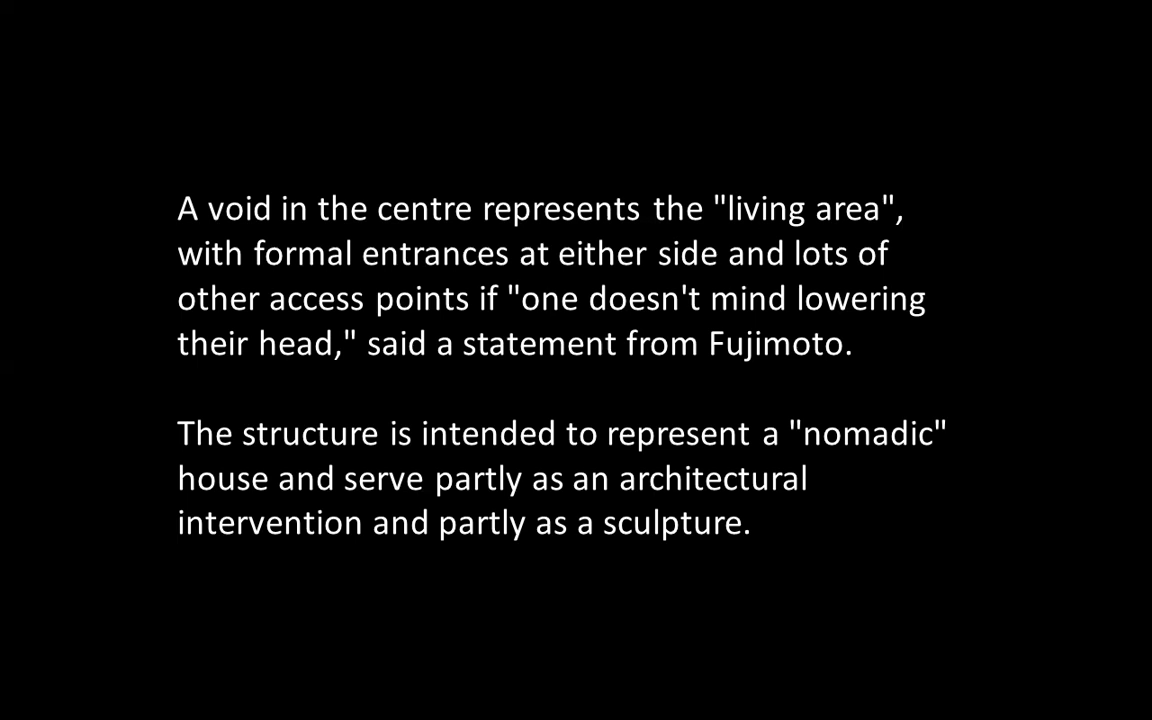 A void in the centre represents the "living area",
with formal entrances at either side and lots of
other access points if "one doesn't mind lowering
their head," said a statement from Fujimoto.
The structure is intended to represent a "nomadic"
house and serve partly as an architectural
intervention and partly as a sculpture.